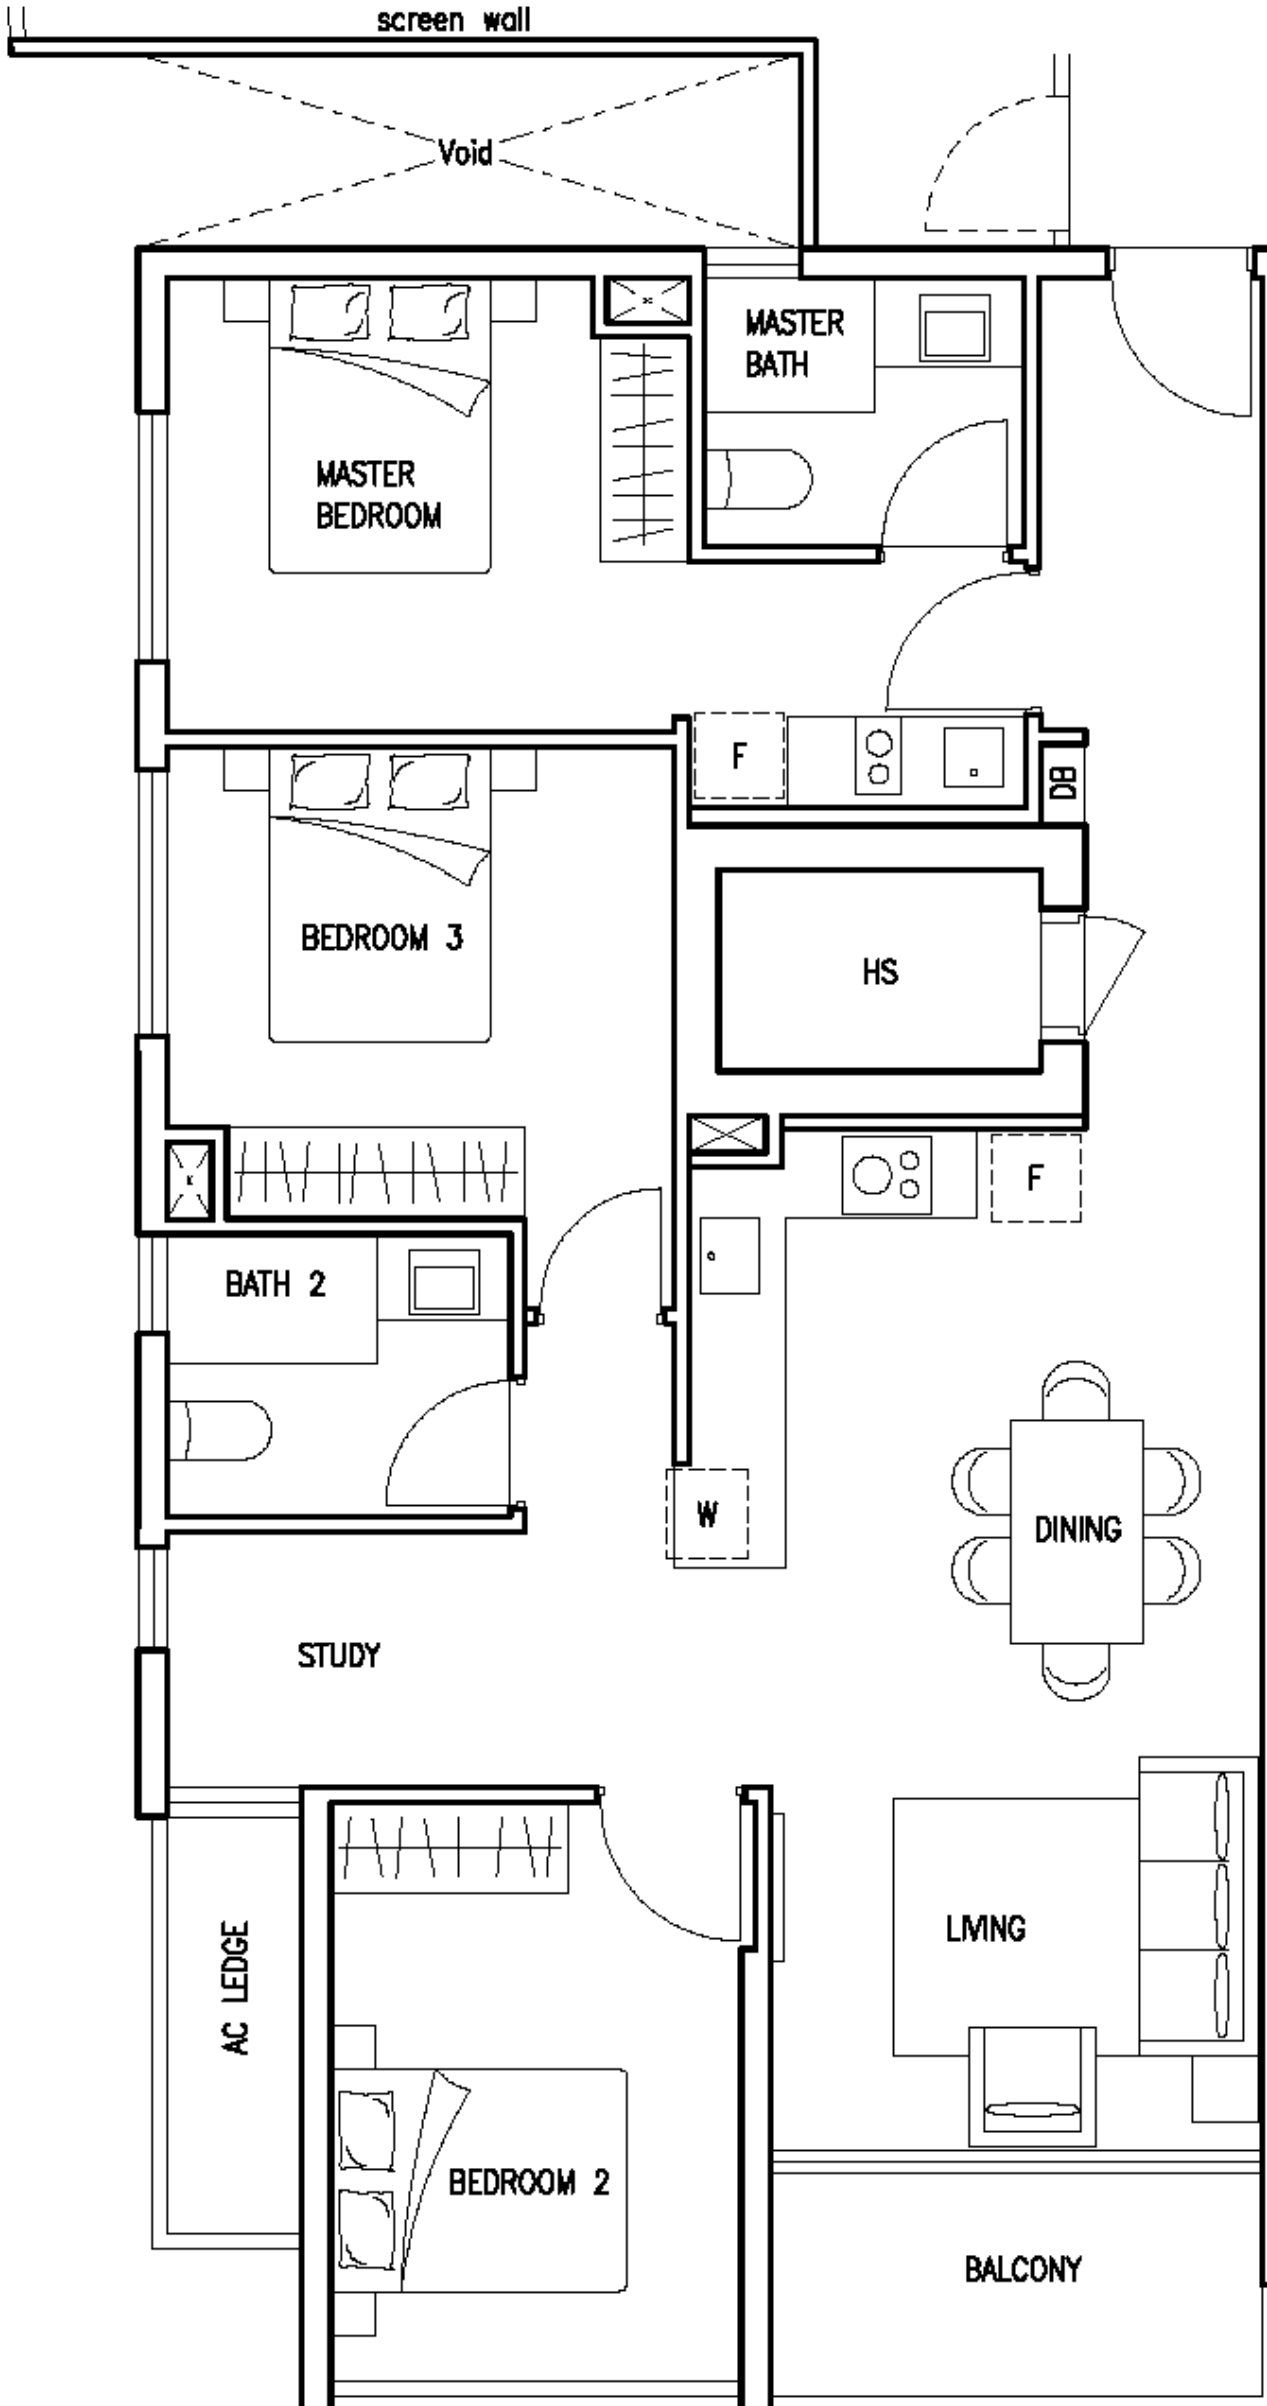 screen wall
Void
MASTER
BATH
MASTER
BEDROOM
F
DB
BEDROOM 3
HS
F
BATH 2
W
DINING
STUDY
LIVING
AC LEDGE
BEDROOM 2
BALCONY